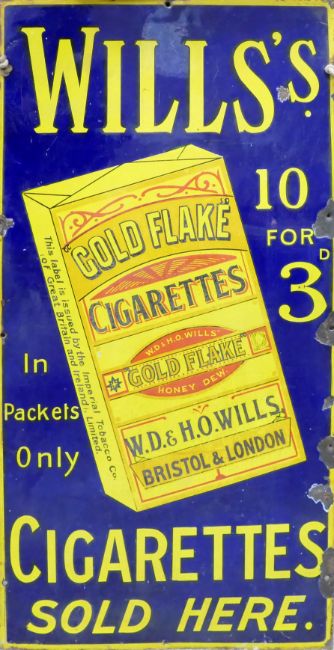 WILLS'S.
10
FOR
3D
"GOLD FLAKE"
CIGARETTES
W.D. & H.O. WILLS'
"GOLD FLAKE"
HONEY DEW
W.D. & H.O. WILLS,
BRISTOL & LONDON
This label is issued by the Imperial Tobacco Co.
of Great Britain and Ireland, Limited.
In
Packets
Only
CIGARETTES
SOLD HERE.